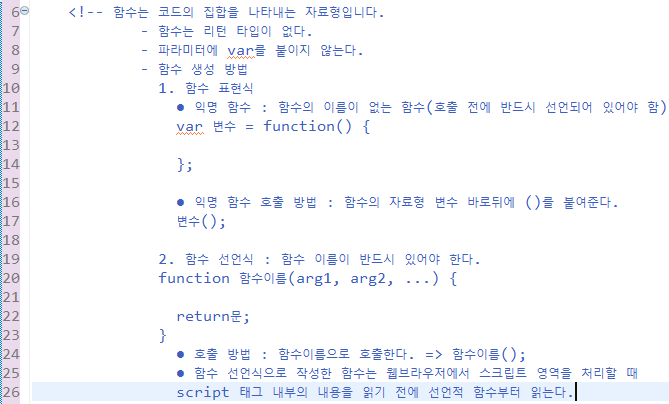 6 <!-- 함수는 코드의 집합을 나타내는 자료형입니다.
7 - 함수는 리턴 타입이 없다.
8 - 파라미터에 var를 붙이지 않는다.
9 - 함수 생성 방법
10 1. 함수 표현식
11 ● 익명 함수 : 함수의 이름이 없는 함수(호출 전에 반드시 선언되어 있어야 함)
12 var 변수 = function() {
13
14 };
15
16 ● 익명 함수 호출 방법 : 함수의 자료형 변수 바로뒤에 ()를 붙여준다.
17 변수();
18
19 2. 함수 선언식 : 함수 이름이 반드시 있어야 한다.
20 function 함수이름(arg1, arg2, ...) {
21
22 return문;
23 }
24 ● 호출 방법 : 함수이름으로 호출한다. => 함수이름();
25 ● 함수 선언식으로 작성한 함수는 웹브라우저에서 스크립트 영역을 처리할 때
26 script 태그 내부의 내용을 읽기 전에 선언적 함수부터 읽는다.